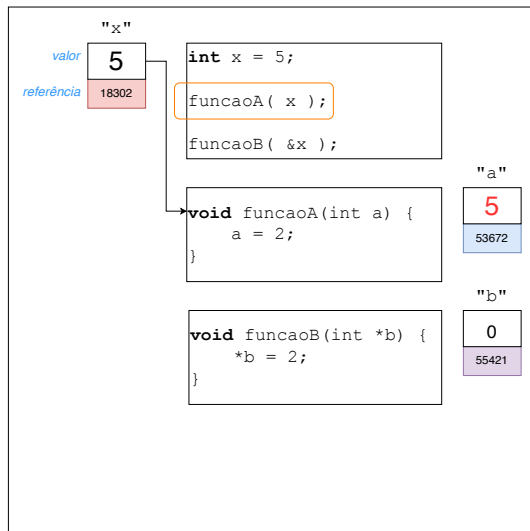 "x"
valor
5
referência
18302
int x = 5;
funcaoA( x );
funcaoB( &x );
"a"
5
53672
void funcaoA(int a) {
    a = 2;
}
"b"
0
55421
void funcaoB(int *b) {
    *b = 2;
}